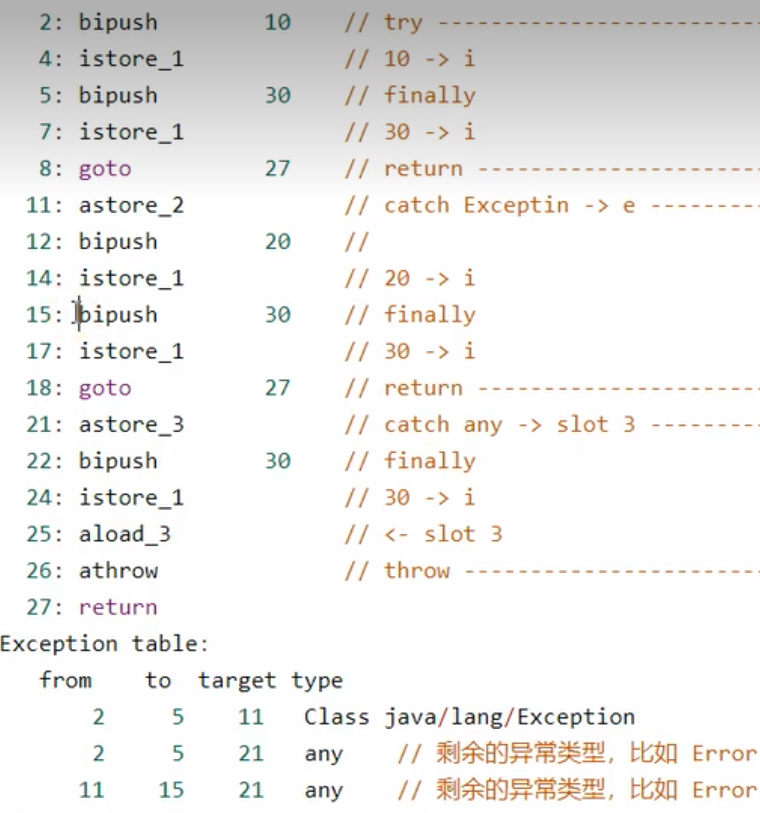 2: bipush 10 // try -------------------------
4: istore_1 // 10 -> i
5: bipush 30 // finally
7: istore_1 // 30 -> i
8: goto 27 // return ----------------------
11: astore_2 // catch Exceptin -> e --------
12: bipush 20 //
14: istore_1 // 20 -> i
15: bipush 30 // finally
17: istore_1 // 30 -> i
18: goto 27 // return ----------------------
21: astore_3 // catch any -> slot 3 --------
22: bipush 30 // finally
24: istore_1 // 30 -> i
25: aload_3 // <- slot 3
26: athrow // throw -----------------------
27: return
Exception table:
from to target type
2 5 11 Class java/lang/Exception
2 5 21 any // 剩余的异常类型，比如 Error
11 15 21 any // 剩余的异常类型，比如 Error